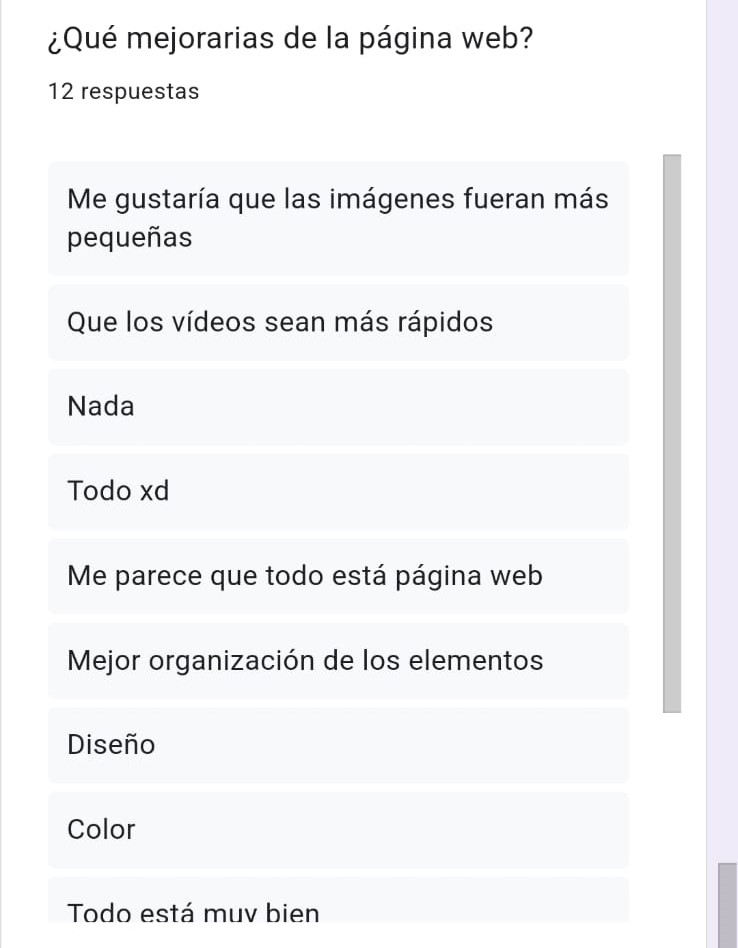 ¿Qué mejorarias de la página web?
12 respuestas
Me gustaría que las imágenes fueran más
pequeñas
Que los vídeos sean más rápidos
Nada
Todo xd
Me parece que todo está página web
Mejor organización de los elementos
Diseño
Color
Todo está muy bien